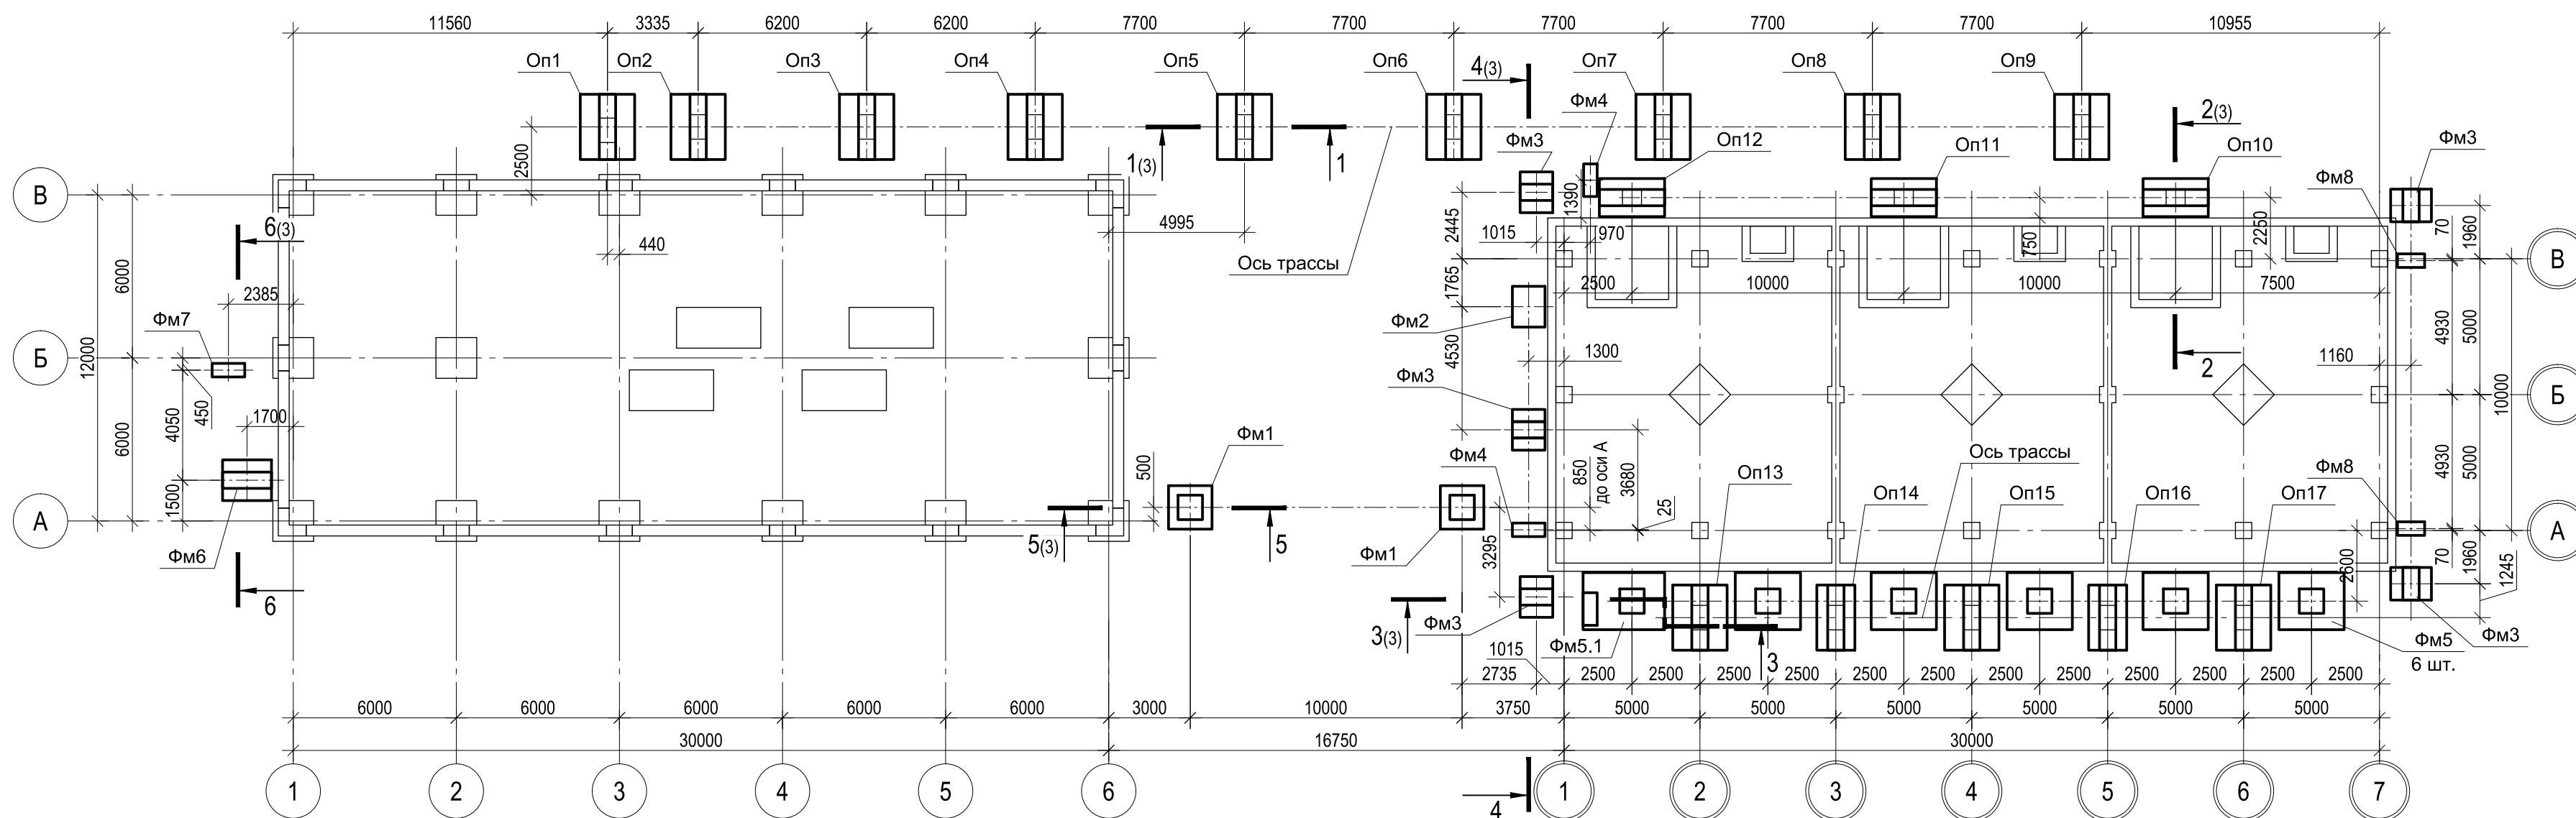 11560 3335 6200 6200 7700 7700 7700 7700 7700 10955
Оп1 Оп2 Оп3 Оп4 Оп5 Оп6 4(3) Оп7 Оп8 Оп9
Фм4
2(3)
Фм3 Оп12 Оп11 Оп10 Фм3
2500
1(3) 1
Фм8
В
1390
2445
70
1960
6(3)
440
4995
1015 970
750
2250
Ось трассы
В
6000
2385
1765
2500 10000 10000 7500
Фм7
Фм2
12000
Б
4530
1300
4930
5000
1160
2
Фм3
10000
Б
450
4050
1700
6000
1500
500
Фм1
Фм4
850
до оси А
3680
25
Ось трассы
Оп13 Оп14 Оп15 Оп16 Оп17
4930
5000
Фм8
А
5(3) 5
Фм6
Фм1
3295
2600
А
70
1960
1245
6
3(3)
Фм3
Фм5.1
3
Фм5
6 шт.
Фм3
1015
2735 2500 2500 2500 2500 2500 2500 2500 2500 2500 2500 2500 2500
6000 6000 6000 6000 6000 3000 10000 3750 5000 5000 5000 5000 5000 5000
30000 16750 30000
1 2 3 4 5 6 4 1 2 3 4 5 6 7